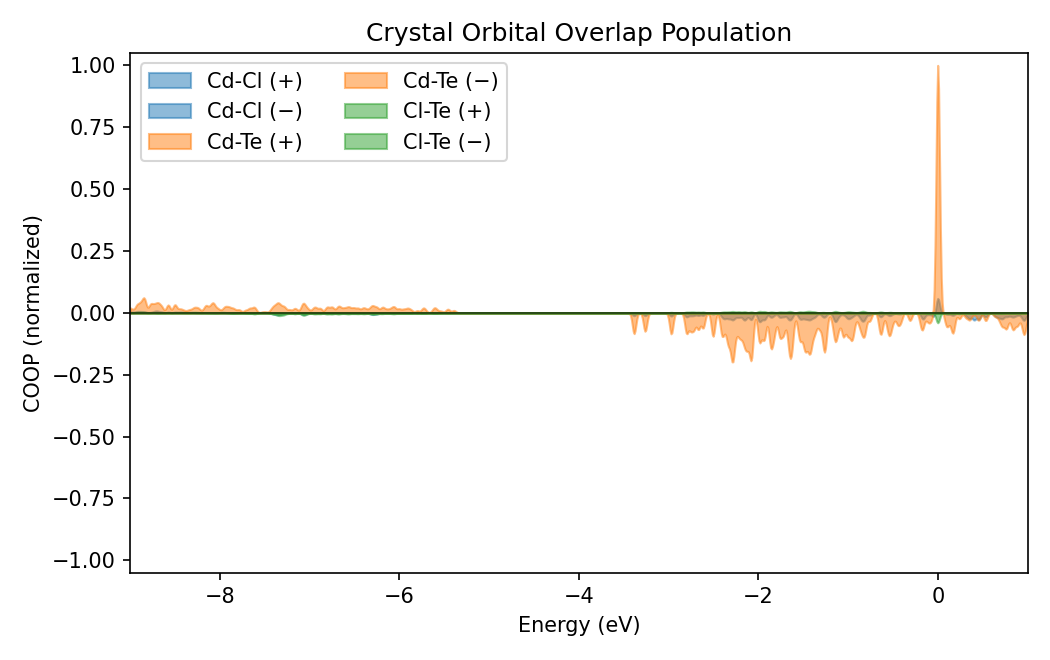 Crystal Orbital Overlap Population
Cd-Cl (+)
Cd-Cl (−)
Cd-Te (+)
Cd-Te (−)
Cl-Te (+)
Cl-Te (−)
COOP (normalized)
1.00
0.75
0.50
0.25
0.00
−0.25
−0.50
−0.75
−1.00
−8
−6
−4
−2
0
Energy (eV)